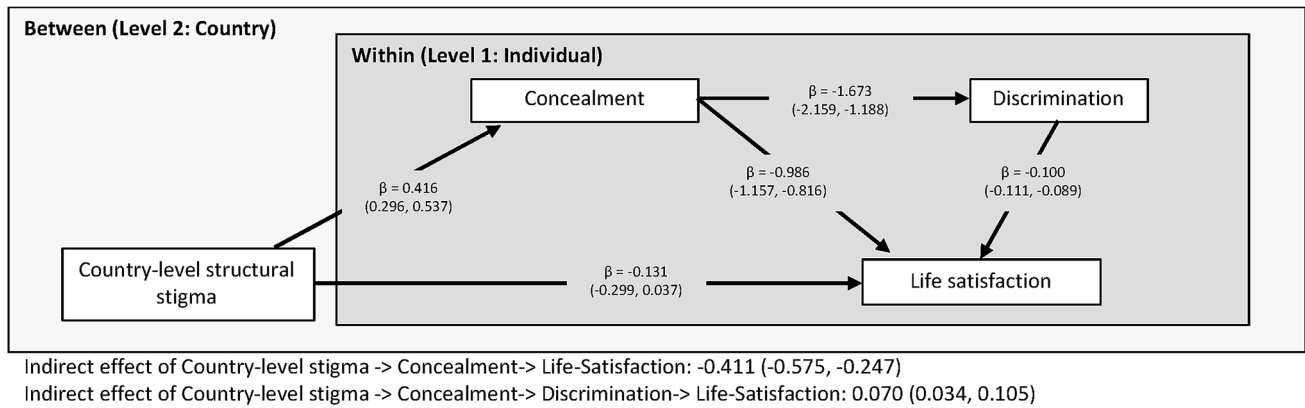 Between (Level 2: Country)
Within (Level 1: Individual)
Concealment
β = -1.673
(-2.159, -1.188)
Discrimination
β = 0.416
(0.296, 0.537)
β = -0.986
(-1.157, -0.816)
β = -0.100
(-0.111, -0.089)
Country-level structural
stigma
β = -0.131
(-0.299, 0.037)
Life satisfaction
Indirect effect of Country-level stigma -> Concealment-> Life-Satisfaction: -0.411 (-0.575, -0.247)
Indirect effect of Country-level stigma -> Concealment-> Discrimination-> Life-Satisfaction: 0.070 (0.034, 0.105)